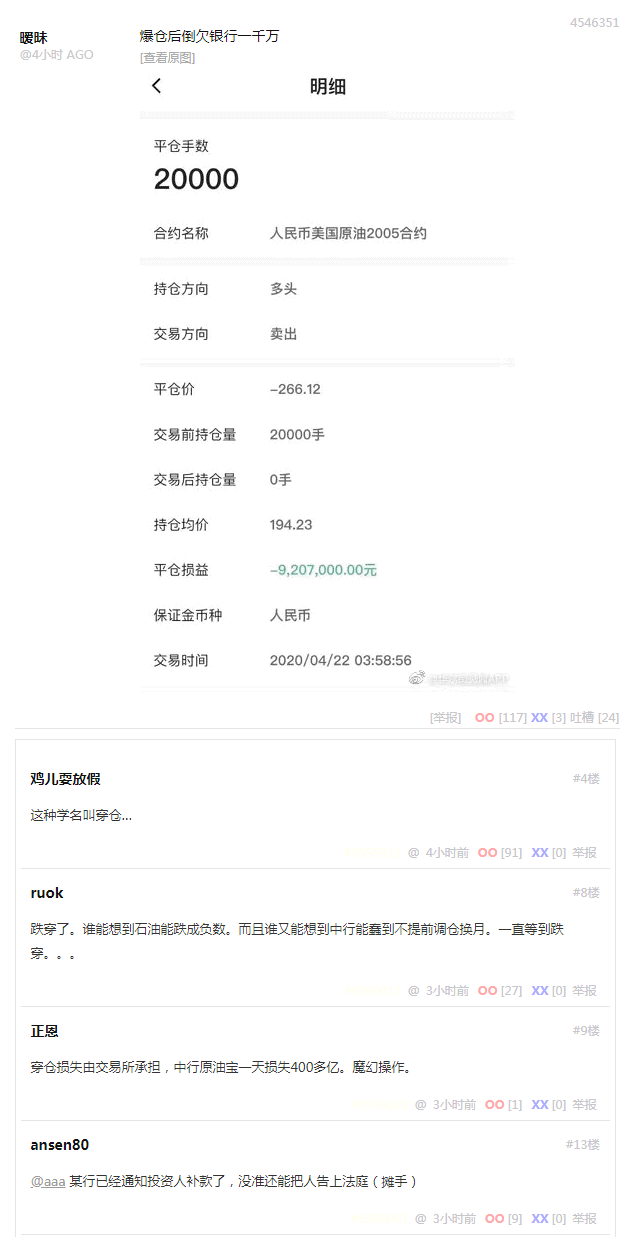 4546351
暧昧
@4小时 AGO
爆仓后倒欠银行一千万
[查看原图]
明细
平仓手数
20000
合约名称 人民币美国原油2005合约
持仓方向 多头
交易方向 卖出
平仓价 -266.12
交易前持仓量 20000手
交易后持仓量 0手
持仓均价 194.23
平仓损益 -9,207,000.00元
保证金币种 人民币
交易时间 2020/04/22 03:58:56
[举报] OO [117] XX [3] 吐槽 [24]
鸡儿要放假 #4楼
这种学名叫穿仓...
@ 4小时前 OO [91] XX [0] 举报
ruok #8楼
跌穿了。谁能想到石油能跌成负数。而且谁又能想到中行能蠢到不提前调仓换月。一直等到跌
穿。。。
@ 3小时前 OO [27] XX [0] 举报
正恩 #9楼
穿仓损失由交易所承担，中行原油宝一天损失400多亿。魔幻操作。
@ 3小时前 OO [1] XX [0] 举报
ansen80 #13楼
@aaa 某行已经通知投资人补款了，没准还能把人告上法庭（摊手）
@ 3小时前 OO [9] XX [0] 举报